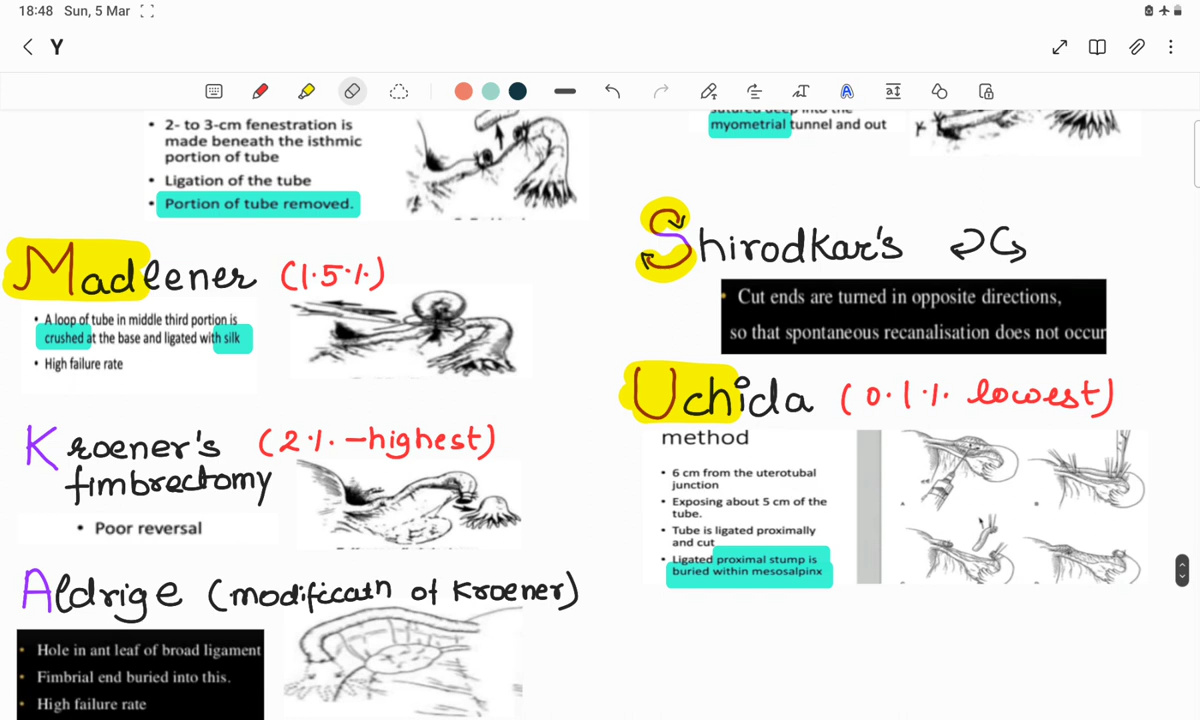 18:48 Sun, 5 Mar
Y
• 2- to 3-cm fenestration is
made beneath the isthmic
portion of tube
• Ligation of the tube
• Portion of tube removed.
Madlener (1.5%)
• A loop of tube in middle third portion is
crushed at the base and ligated with silk
• High failure rate
Kroener's (2% - highest)
fimbrectomy
• Poor reversal
Aldrige (modificatn of Kroener)
• Hole in ant leaf of broad ligament
• Fimbrial end buried into this.
• High failure rate
myometrial tunnel and out
Shirodkar's
• Cut ends are turned in opposite directions,
so that spontaneous recanalisation does not occur
Uchida (0.1% lowest)
method
• 6 cm from the uterotubal
junction
• Exposing about 5 cm of the
tube.
• Tube is ligated proximally
and cut
• Ligated proximal stump is
buried within mesosalpinx